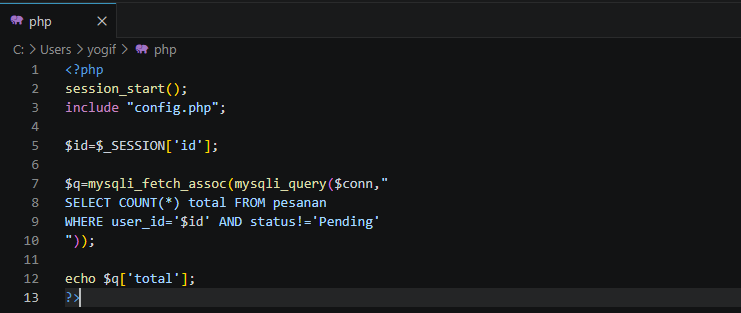 php ×
C: > Users > yogif > php
1 <?php
2 session_start();
3 include "config.php";
4
5 $id=$_SESSION['id'];
6
7 $q=mysqli_fetch_assoc(mysqli_query($conn,"
8 SELECT COUNT(*) total FROM pesanan
9 WHERE user_id='$id' AND status!='Pending'
10 "));
11
12 echo $q['total'];
13 ?>